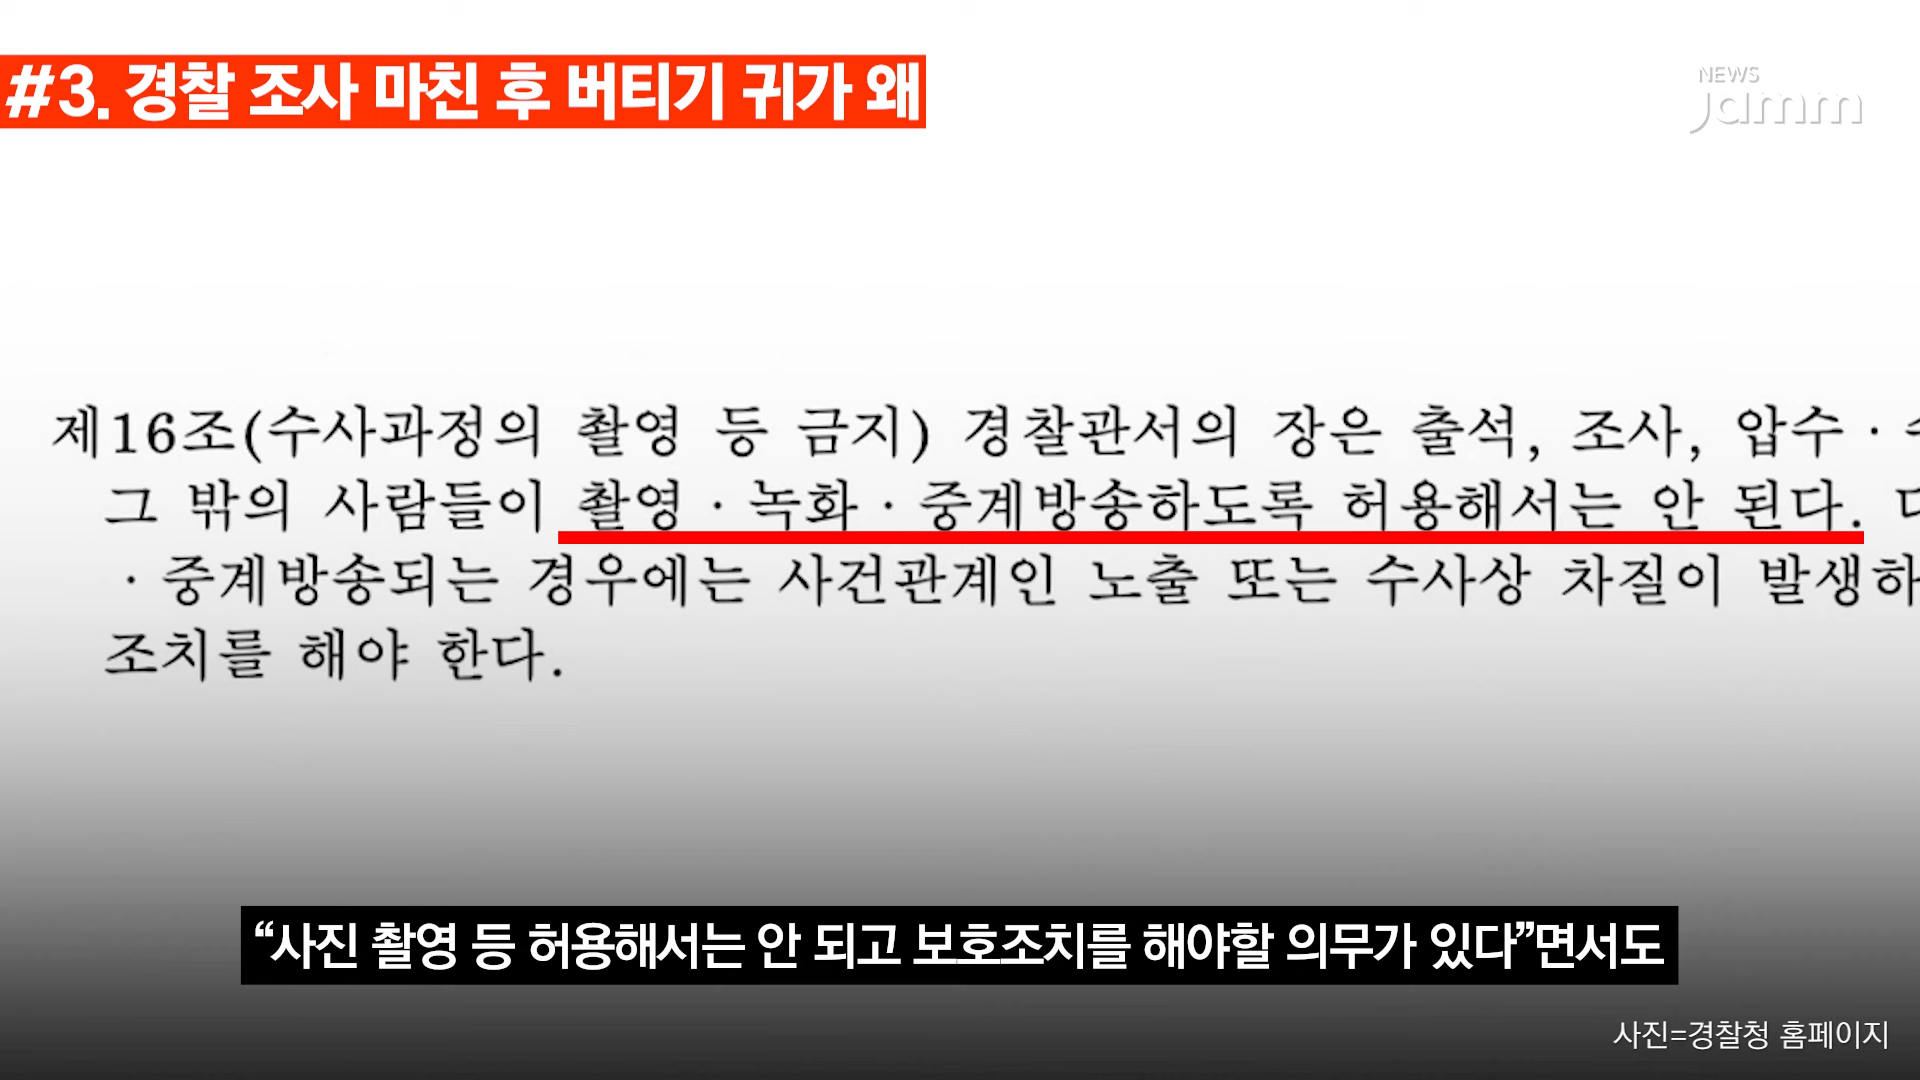 #3. 경찰 조사 마친 후 버티기 귀가 왜
NEWS
jamm
제16조(수사과정의 촬영 등 금지) 경찰관서의 장은 출석, 조사, 압수·
그 밖의 사람들이 촬영·녹화·중계방송하도록 허용해서는 안 된다.
·중계방송되는 경우에는 사건관계인 노출 또는 수사상 차질이 발생하
조치를 해야 한다.
“사진 촬영 등 허용해서는 안 되고 보호조치를 해야할 의무가 있다”면서도
사진=경찰청 홈페이지